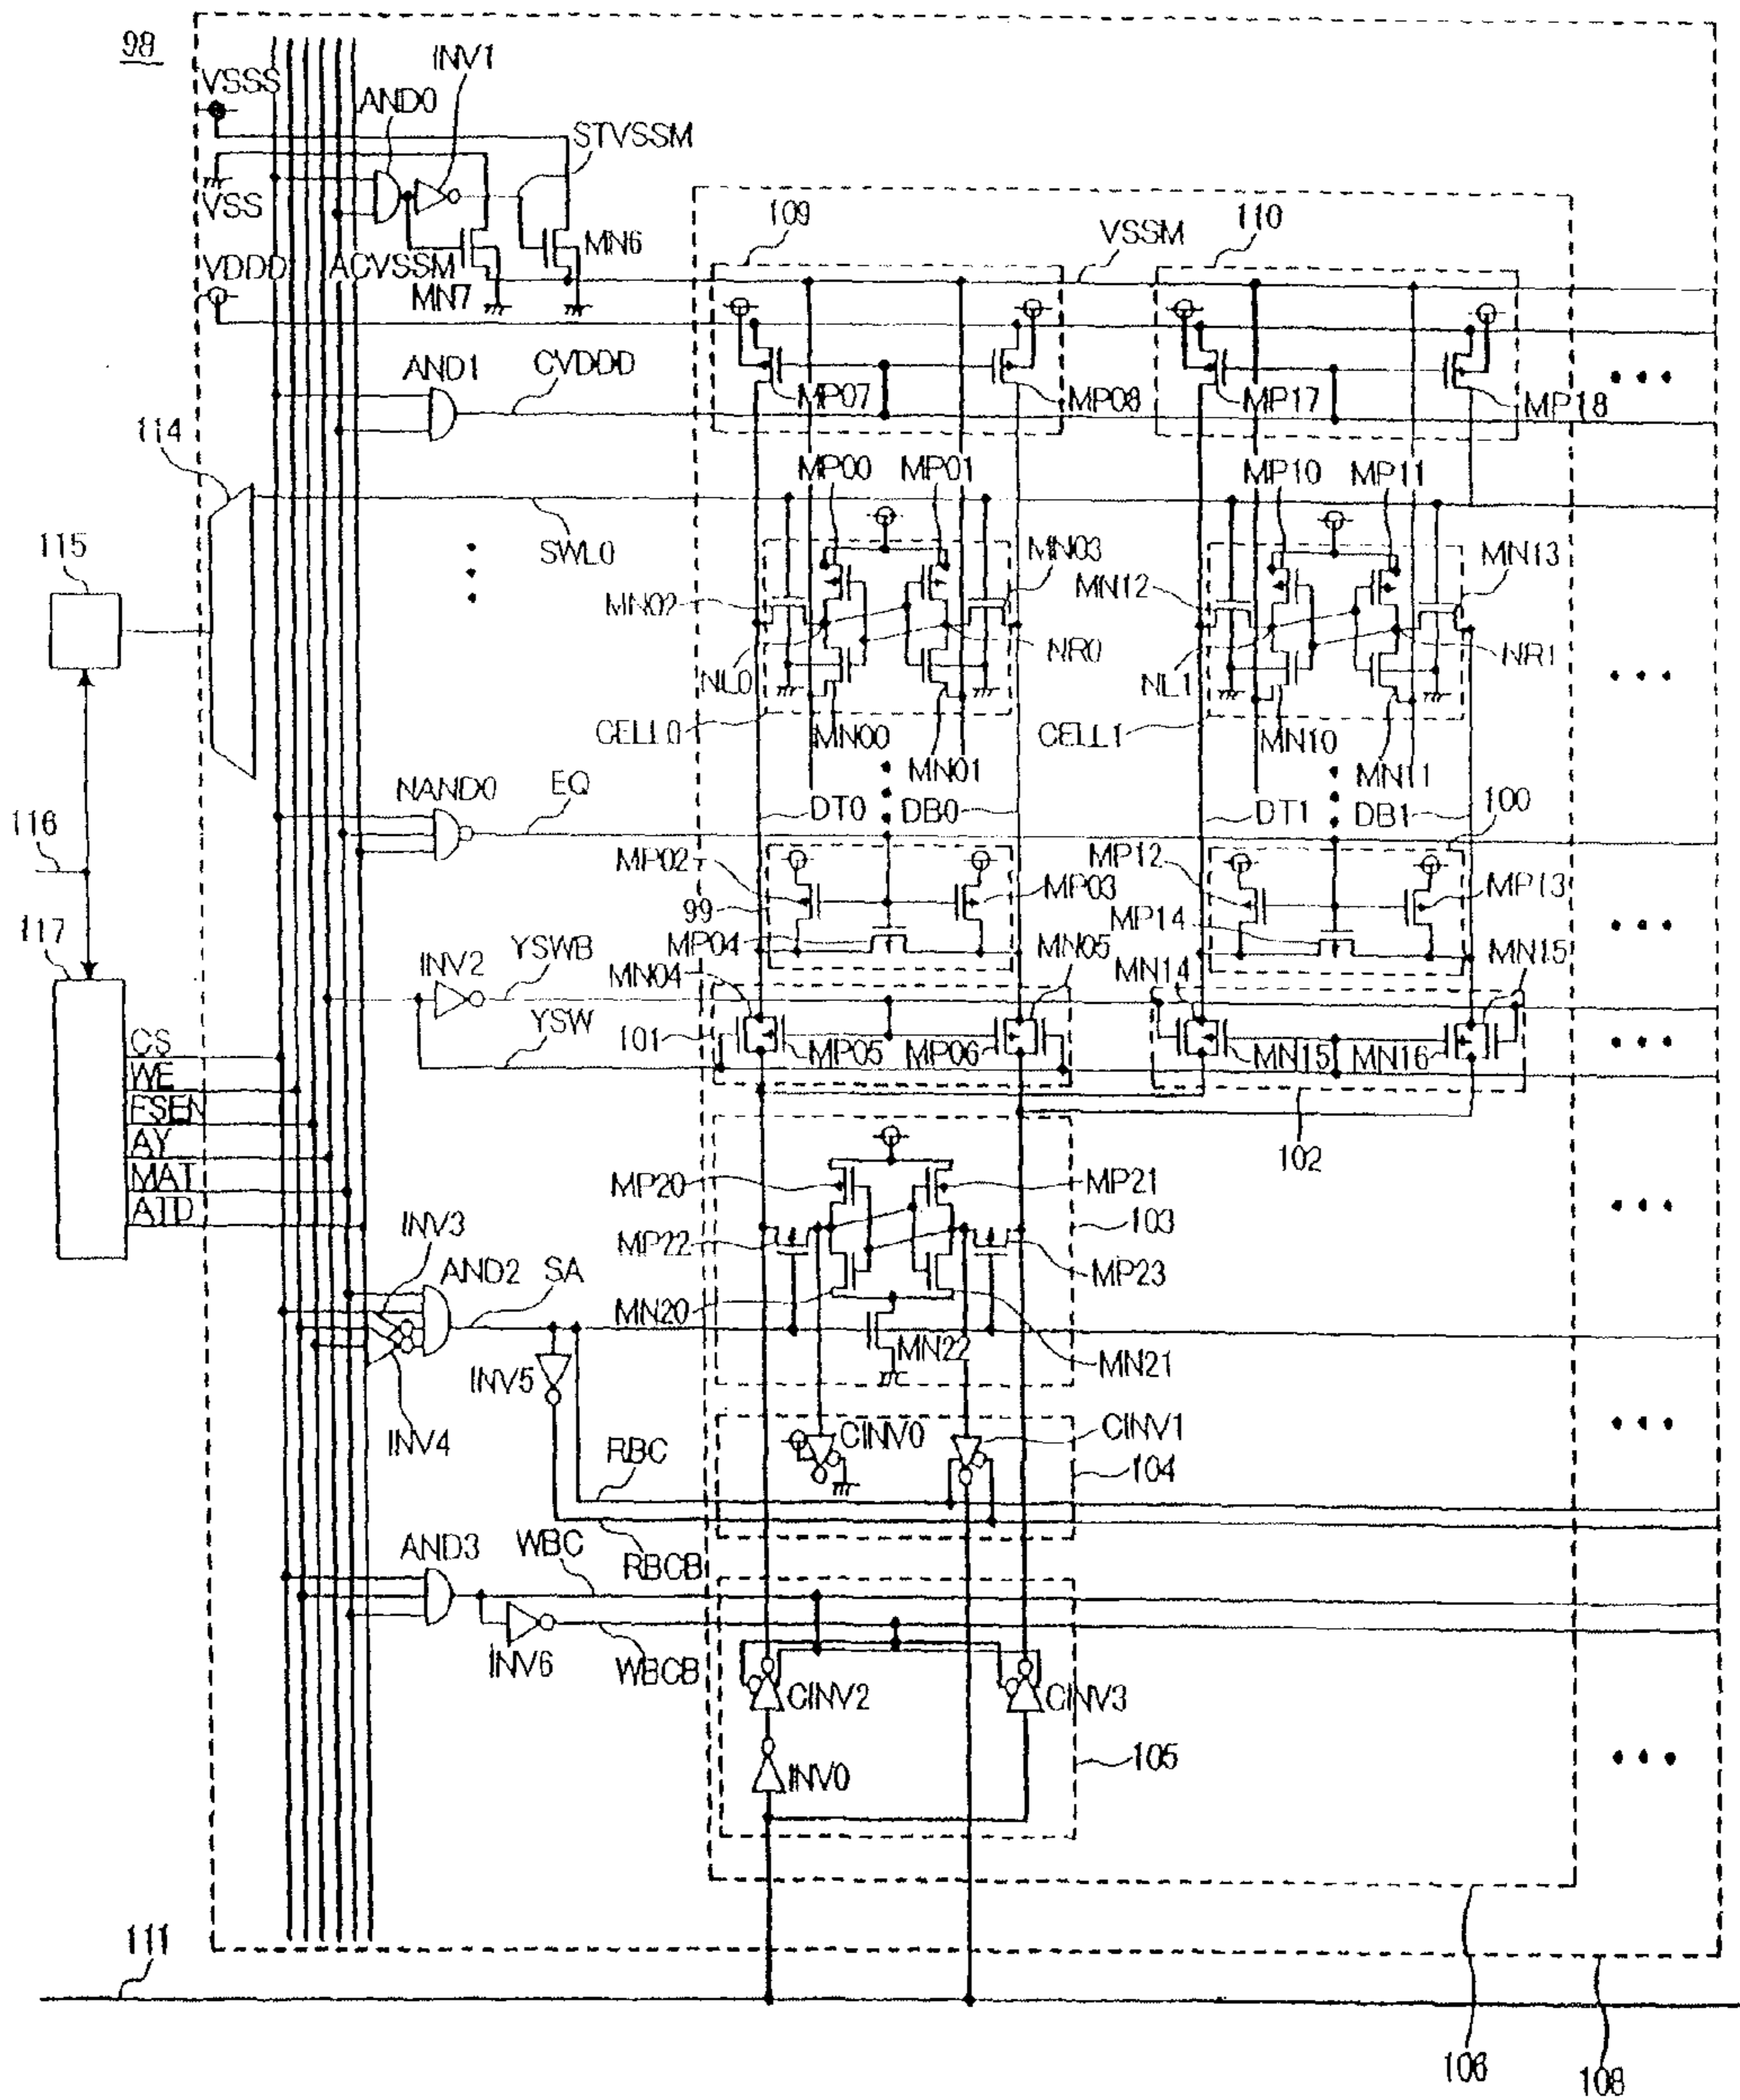 98
VSSS
INV1
AND0
STVSSM
VSS
109
VSSM
110
MN6
VDDD
ACVSSM
MN7
AND1
CVDDD
MP07
MP08
MP17
MP18
114
MP00
MP01
MP10
MP11
115
SWL0
MN03
MN13
MN02
MN12
NL0
NR0
NL1
NR1
CELL0
MN00
CELL1
MN10
MN01
MN11
NAND0
EQ
DT0
DB0
DT1
DB1
100
116
MP02
MP03
MP12
MP13
99
MP14
117
MP04
MN05
MN15
INV2
YSWB
MN04
MN14
101
YSW
MP05
MP06
MN15
MN16
CS
WE
FSEN
AY
MAT
ATD
102
MP20
MP21
103
INV3
MP22
MP23
AND2
SA
MN20
MN22
MN21
INV5
INV4
CINV0
CINV1
RBC
104
AND3
WBC
RBCB
INV6
WBCB
CINV2
CINV3
105
INV0
111
106
108